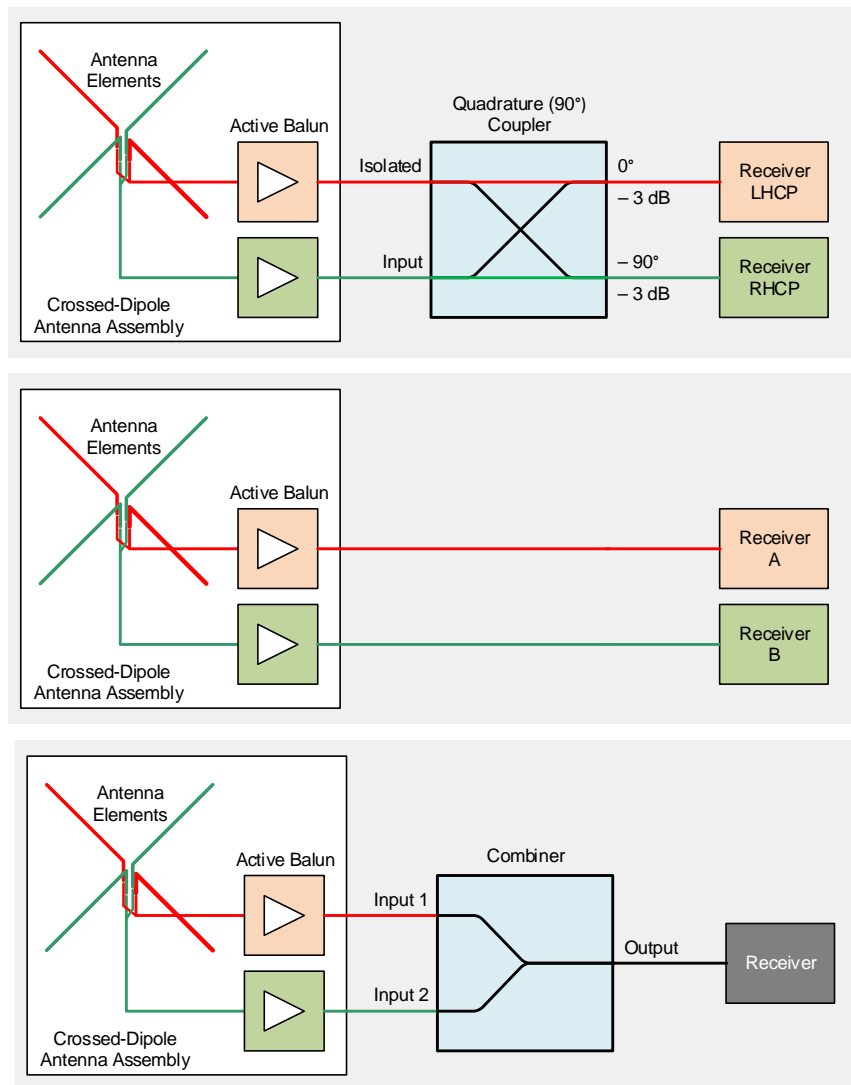 Antenna
Elements
Active Balun
Quadrature (90°)
Coupler
Isolated
0°
– 3 dB
Receiver
LHCP
Input
– 90°
– 3 dB
Receiver
RHCP
Crossed-Dipole
Antenna Assembly
Antenna
Elements
Active Balun
Receiver
A
Receiver
B
Crossed-Dipole
Antenna Assembly
Antenna
Elements
Active Balun
Combiner
Input 1
Output
Receiver
Input 2
Crossed-Dipole
Antenna Assembly